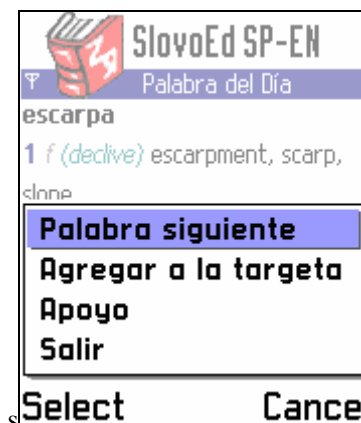 SlovoEd SP-EN
Palabra del Día
escarpa
1 f (declive) escarpment, scarp,
slope
Palabra siguiente
Agregar a la targeta
Apoyo
Salir
s
Select Cance